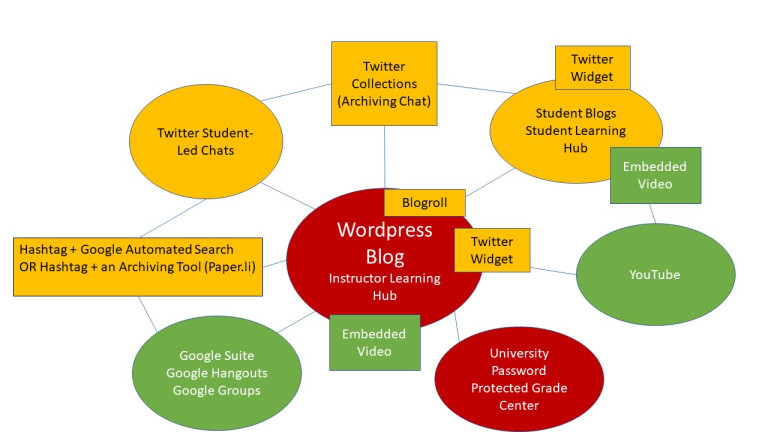 Twitter
Collections
(Archiving Chat)
Twitter
Widget
Twitter Student-
Led Chats
Student Blogs
Student Learning
Hub
Embedded
Video
Blogroll
Wordpress
Blog
Instructor Learning
Hub
Twitter
Widget
Hashtag + Google Automated Search
OR Hashtag + an Archiving Tool (Paper.li)
YouTube
Embedded
Video
Google Suite
Google Hangouts
Google Groups
University
Password
Protected Grade
Center